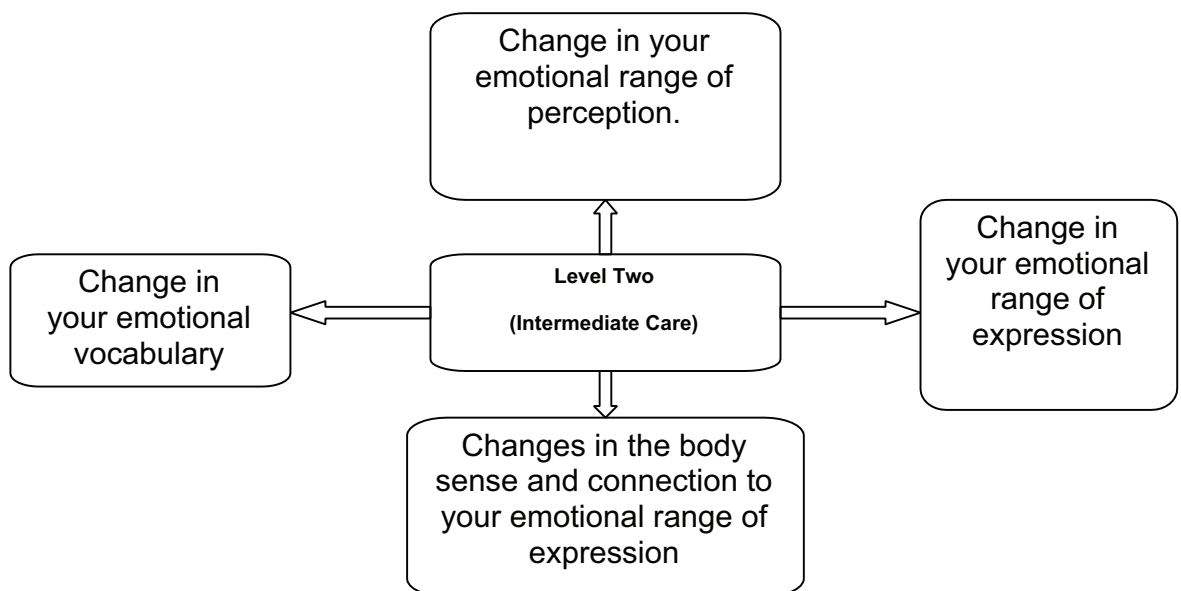 Change in your
emotional range of
perception.
Change in
your emotional
vocabulary
Level Two
(Intermediate Care)
Change in
your emotional
range of
expression
Changes in the body
sense and connection to
your emotional range of
expression